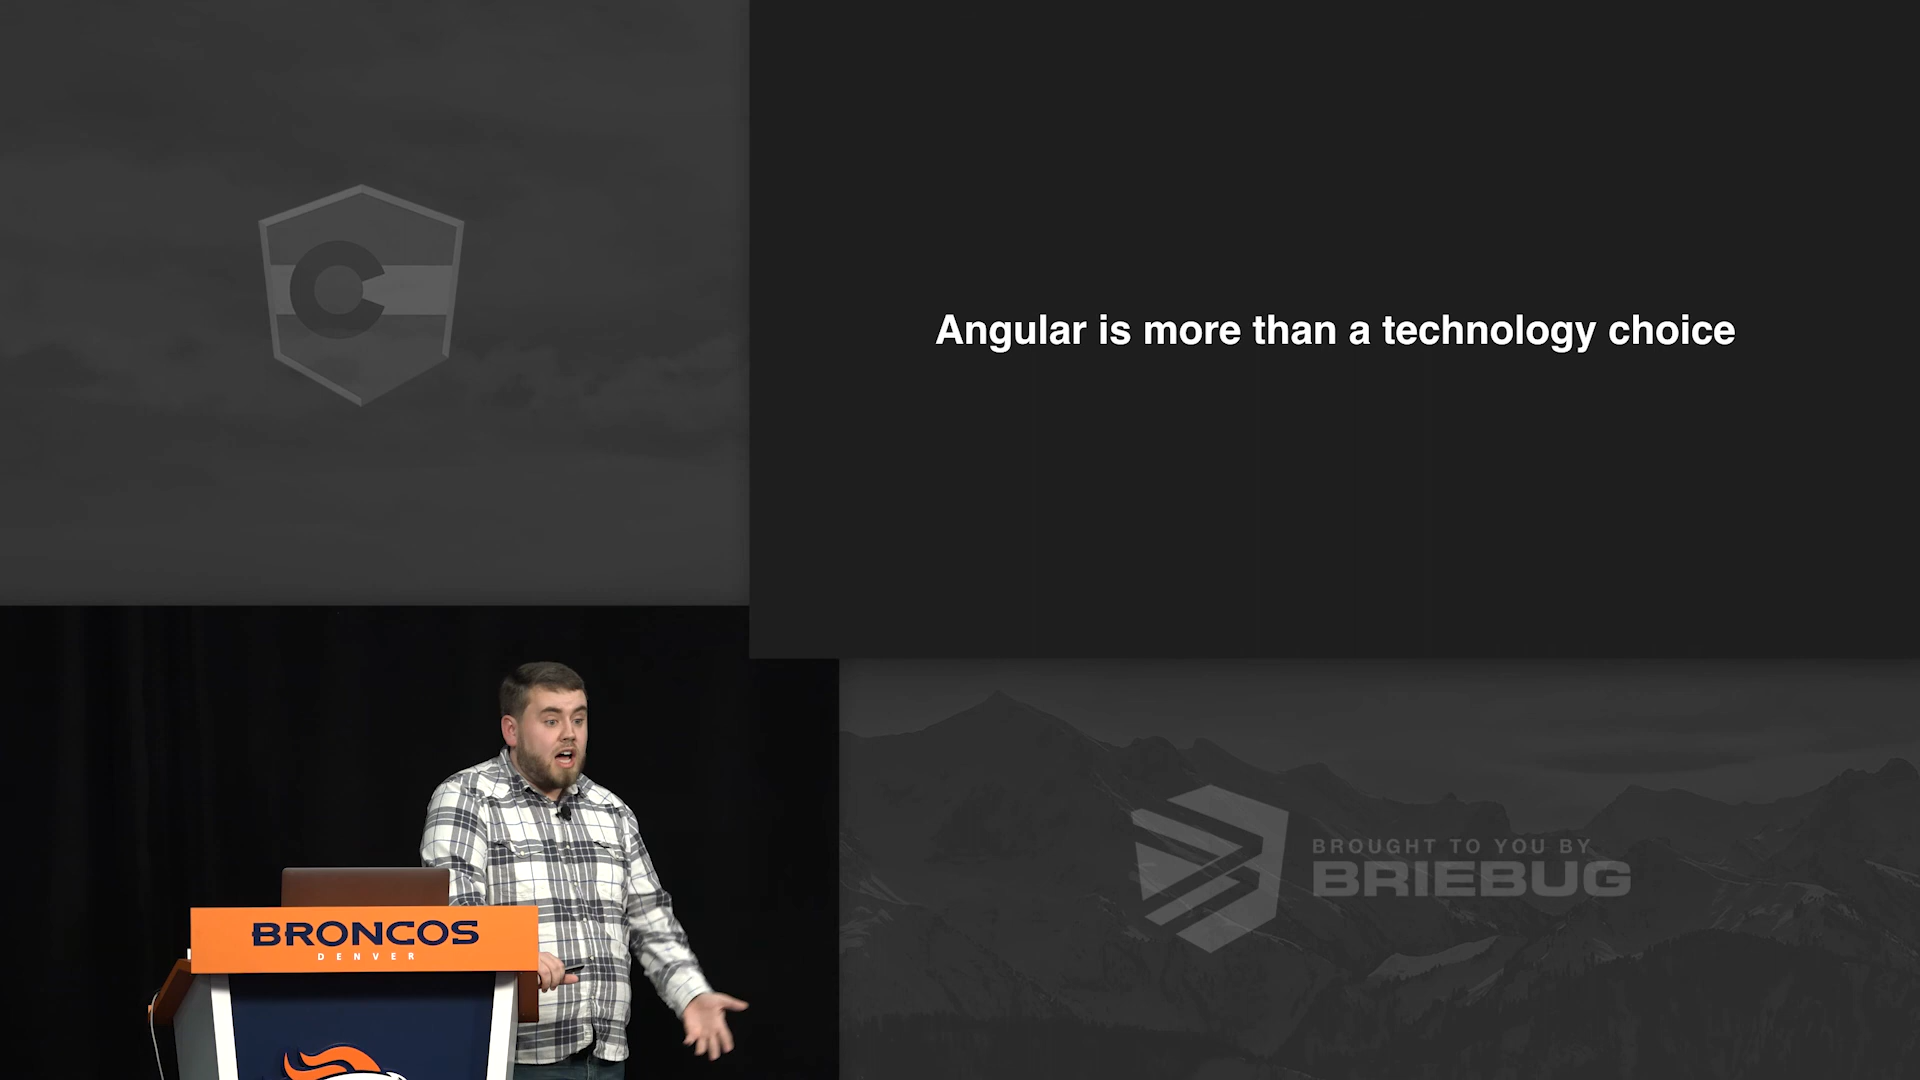 Angular is more than a technology choice
BROUGHT TO YOU BY
BRIEBUG
BRONCOS
DENVER